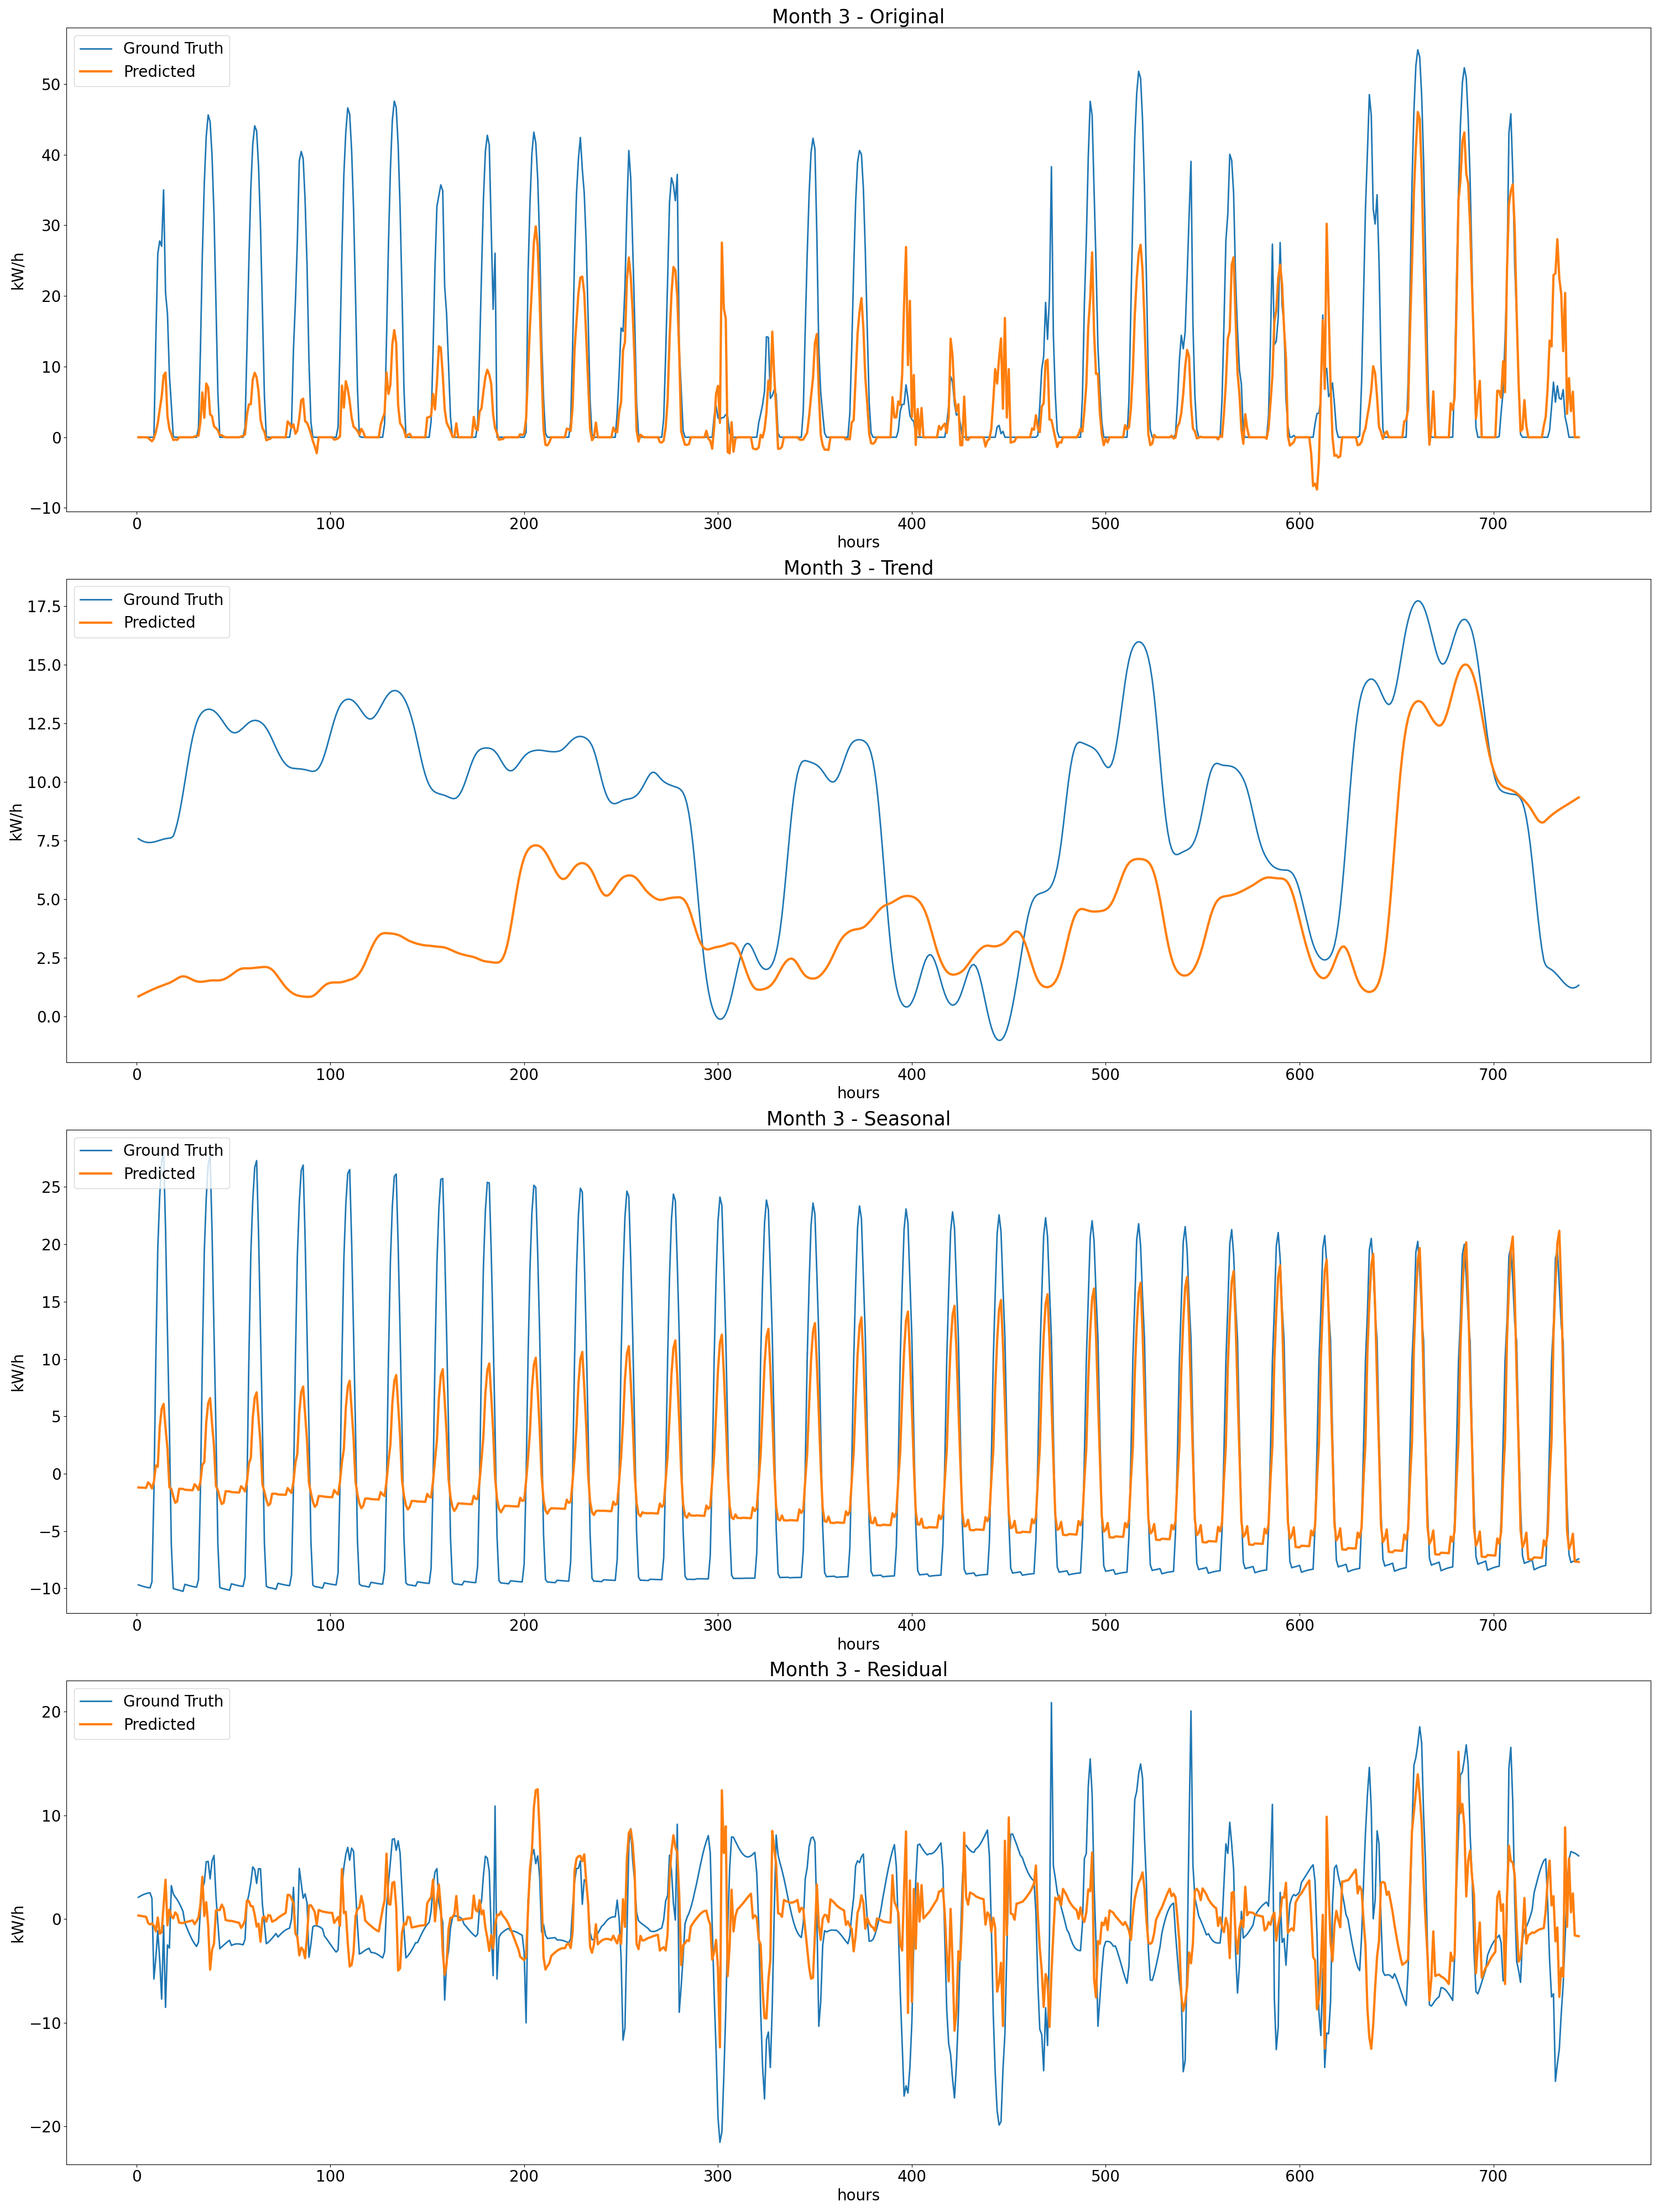 Month 3 - Original
Ground Truth
Predicted
kW/h
50
40
30
20
10
0
−10
0 100 200 300 400 500 600 700
hours
Month 3 - Trend
Ground Truth
Predicted
kW/h
17.5
15.0
12.5
10.0
7.5
5.0
2.5
0.0
0 100 200 300 400 500 600 700
hours
Month 3 - Seasonal
Ground Truth
Predicted
kW/h
25
20
15
10
5
0
−5
−10
0 100 200 300 400 500 600 700
hours
Month 3 - Residual
Ground Truth
Predicted
kW/h
20
10
0
−10
−20
0 100 200 300 400 500 600 700
hours